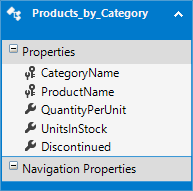 Products_by_Category
Properties
CategoryName
ProductName
QuantityPerUnit
UnitsInStock
Discontinued
Navigation Properties